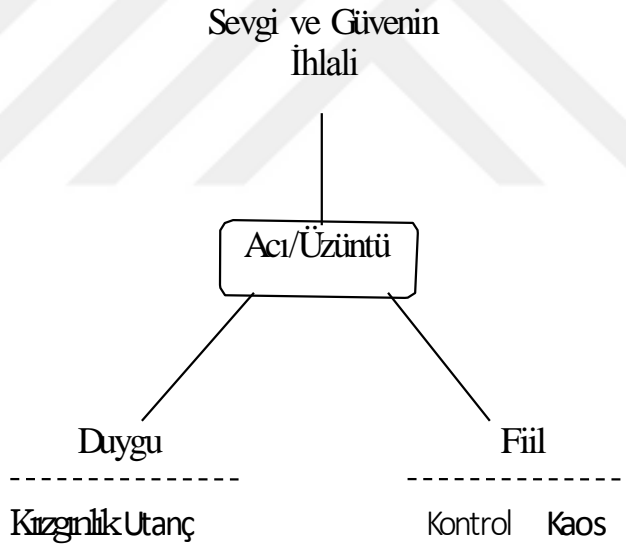 Sevgi ve Güvenin
İhlali
Acı/Üzüntü
Duygu Fiil
Kızgınlık Utanç Kontrol Kaos